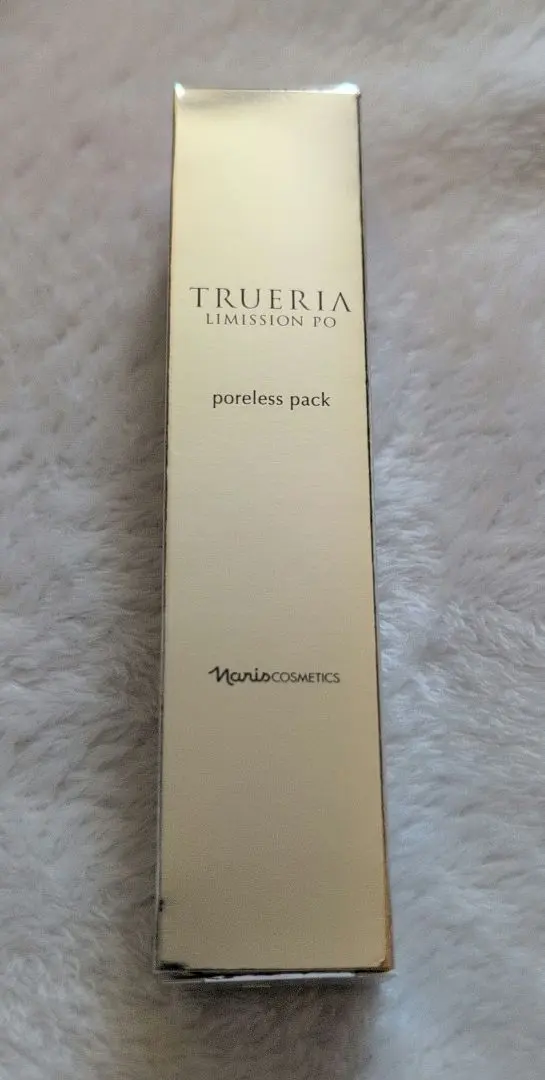 TRUERIA
LIMISSION PO
poreless pack
Naris COSMETICS